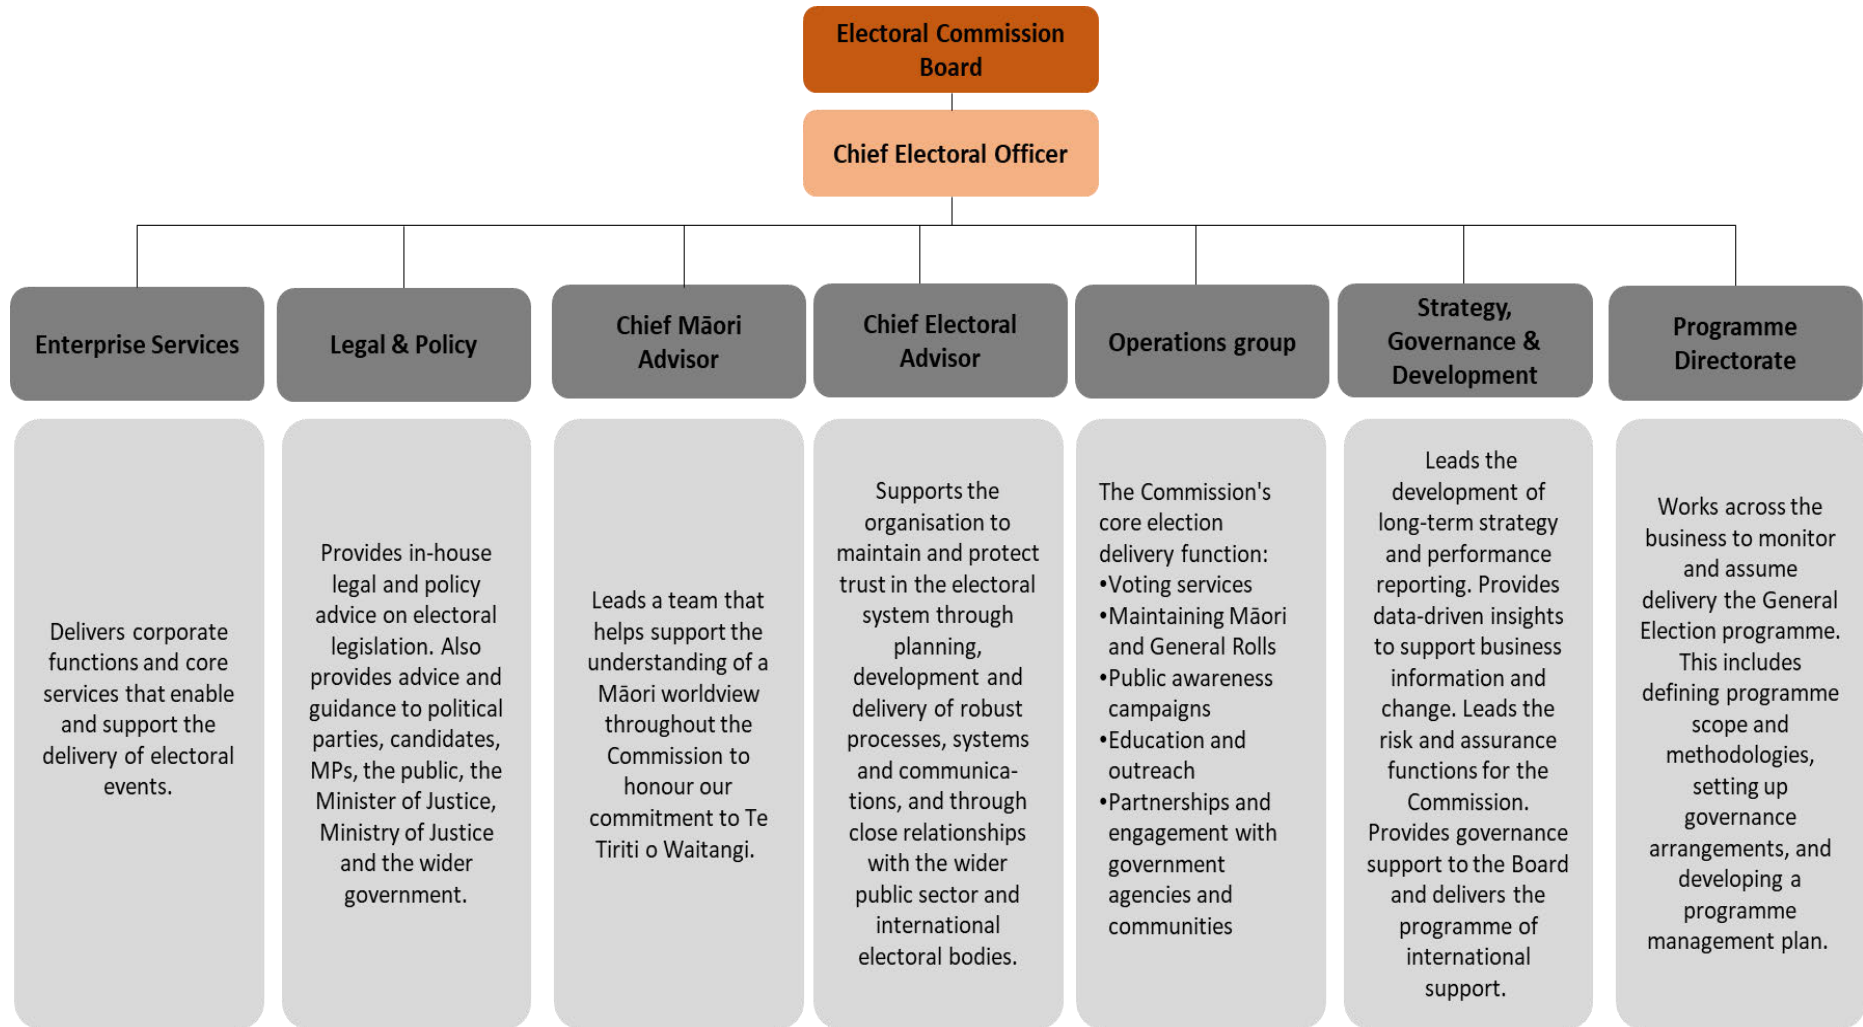 Electoral Commission
Board
Chief Electoral Officer
Enterprise Services
Delivers corporate
functions and core
services that enable
and support the
delivery of electoral
events.
Legal & Policy
Provides in-house
legal and policy
advice on electoral
legislation. Also
provides advice and
guidance to political
parties, candidates,
MPs, the public, the
Minister of Justice,
Ministry of Justice
and the wider
government.
Chief Māori
Advisor
Leads a team that
helps support the
understanding of a
Māori worldview
throughout the
Commission to
honour our
commitment to Te
Tiriti o Waitangi.
Chief Electoral
Advisor
Supports the
organisation to
maintain and protect
trust in the electoral
system through
planning,
development and
delivery of robust
processes, systems
and communica-
tions, and through
close relationships
with the wider
public sector and
international
electoral bodies.
Operations group
The Commission's
core election
delivery function:
•Voting services
•Maintaining Māori
and General Rolls
•Public awareness
campaigns
•Education and
outreach
•Partnerships and
engagement with
government
agencies and
communities
Strategy,
Governance &
Development
Leads the
development of
long-term strategy
and performance
reporting. Provides
data-driven insights
to support business
information and
change. Leads the
risk and assurance
functions for the
Commission.
Provides governance
support to the Board
and delivers the
programme of
international
support.
Programme
Directorate
Works across the
business to monitor
and assume
delivery the General
Election programme.
This includes
defining programme
scope and
methodologies,
setting up
governance
arrangements, and
developing a
programme
management plan.